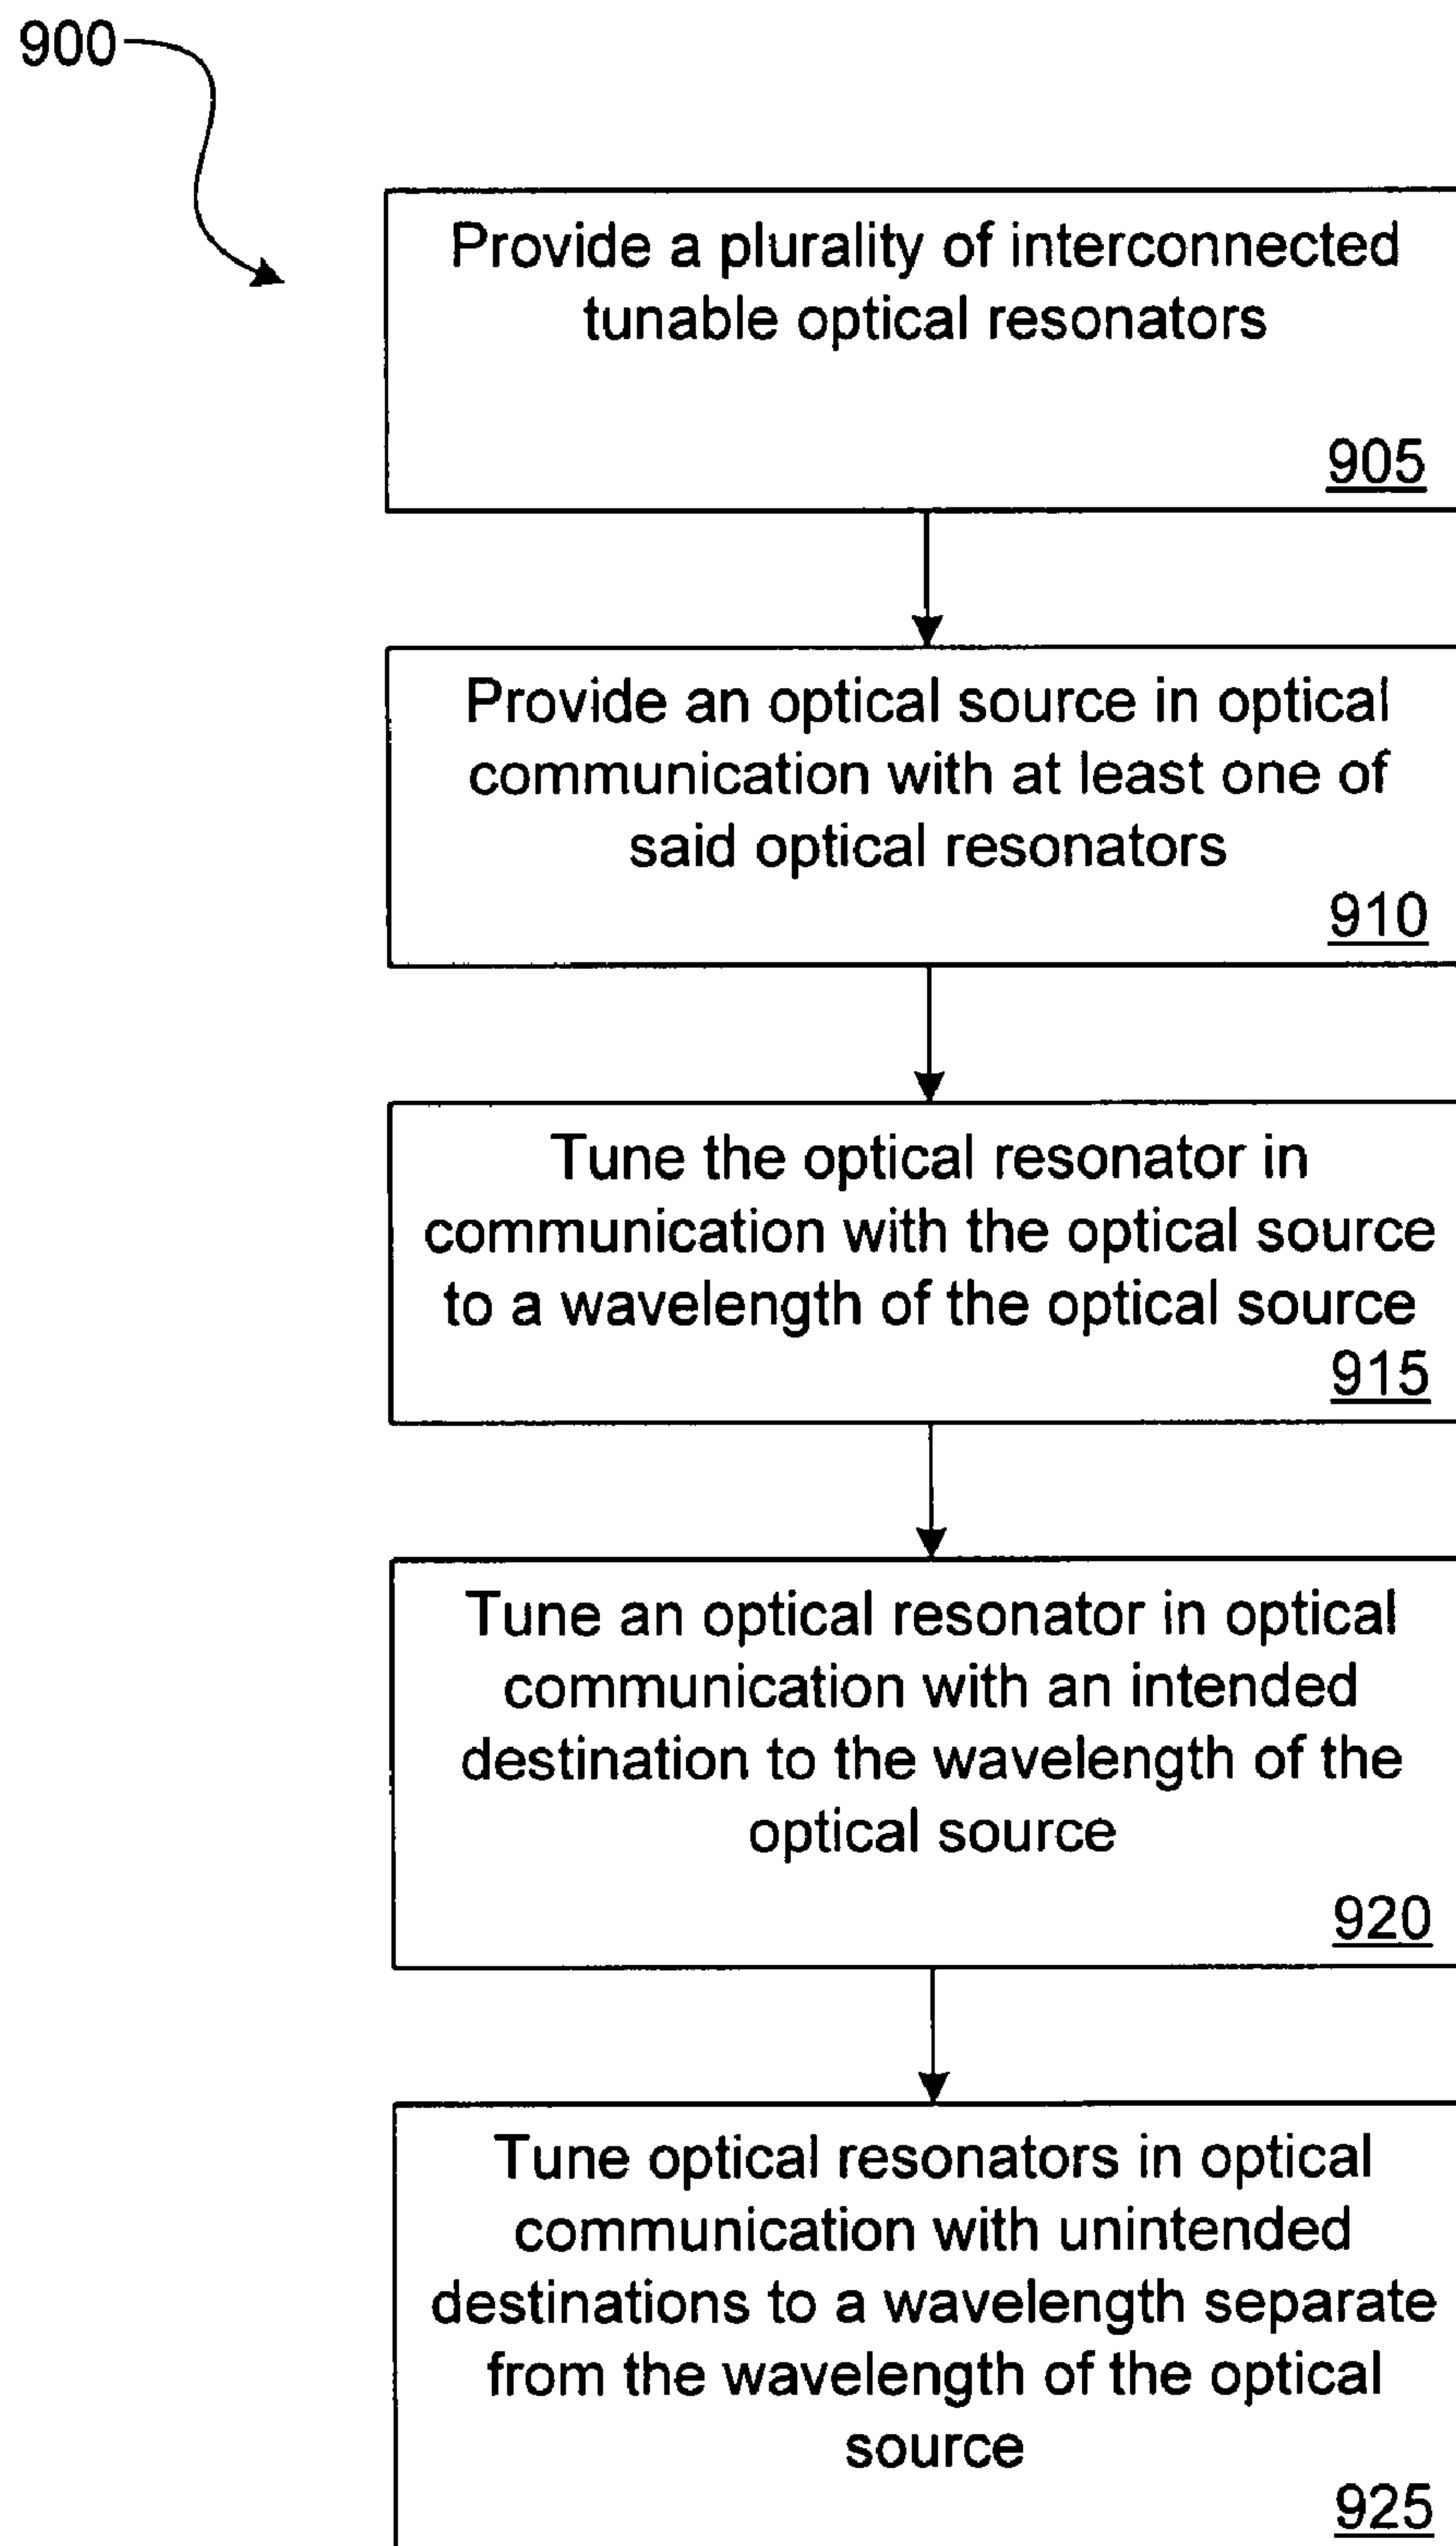 900
Provide a plurality of interconnected
tunable optical resonators
905
Provide an optical source in optical
communication with at least one of
said optical resonators
910
Tune the optical resonator in
communication with the optical source
to a wavelength of the optical source
915
Tune an optical resonator in optical
communication with an intended
destination to the wavelength of the
optical source
920
Tune optical resonators in optical
communication with unintended
destinations to a wavelength separate
from the wavelength of the optical
source
925